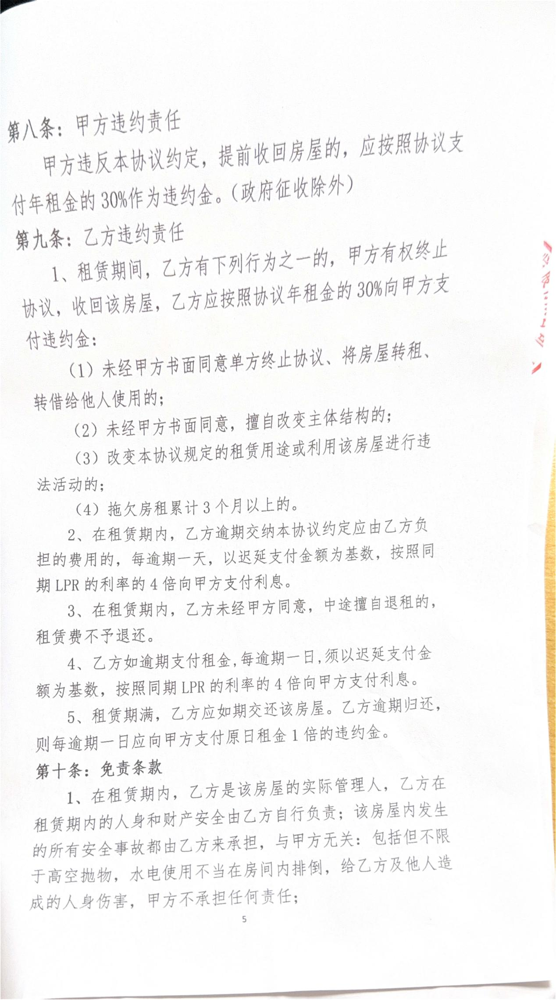 第八条：甲方违约责任
甲方违反本协议约定，提前收回房屋的，应按照协议支
付年租金的30%作为违约金。（政府征收除外）
第九条：乙方违约责任
1、租赁期间，乙方有下列行为之一的，甲方有权终止
协议，收回该房屋，乙方应按照协议年租金的30%向甲方支
付违约金：
（1）未经甲方书面同意单方终止协议、将房屋转租、
转借给他人使用的；
（2）未经甲方书面同意，擅自改变主体结构的；
（3）改变本协议规定的租赁用途或利用该房屋进行违
法活动的；
（4）拖欠房租累计3个月以上的。
2、在租赁期内，乙方逾期交纳本协议约定应由乙方负
担的费用的，每逾期一天，以迟延支付金额为基数，按照同
期LPR的利率的4倍向甲方支付利息。
3、在租赁期内，乙方未经甲方同意，中途擅自退租的，
租赁费不予退还。
4、乙方如逾期支付租金,每逾期一日,须以迟延支付金
额为基数，按照同期LPR的利率的4倍向甲方支付利息。
5、租赁期满，乙方应如期交还该房屋。乙方逾期归还，
则每逾期一日应向甲方支付原日租金1倍的违约金。
第十条：免责条款
1、在租赁期内，乙方是该房屋的实际管理人，乙方在
租赁期内的人身和财产安全由乙方自行负责；该房屋内发生
的所有安全事故都由乙方来承担，与甲方无关：包括但不限
于高空抛物，水电使用不当在房间内排倒，给乙方及他人造
成的人身伤害，甲方不承担任何责任；
5